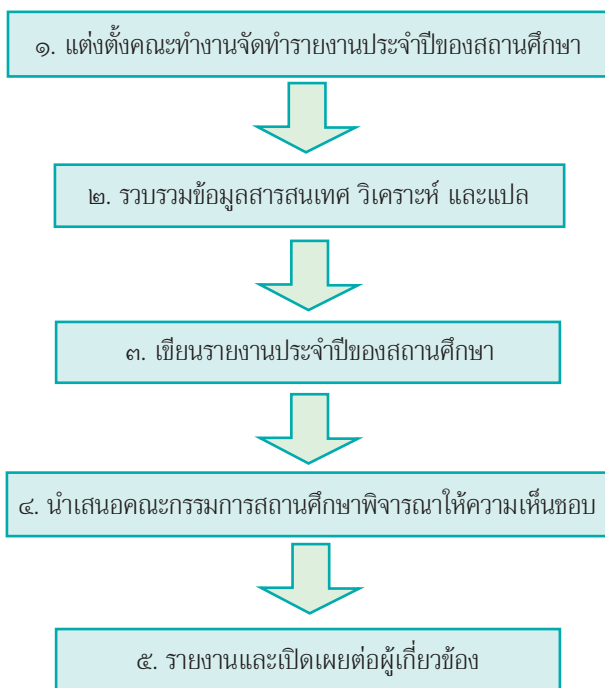 ๑. แต่งตั้งคณะทำงานจัดทำรายงานประจำปีของสถานศึกษา
๒. รวบรวมข้อมูลสารสนเทศ วิเคราะห์ และแปล
๓. เขียนรายงานประจำปีของสถานศึกษา
๔. นำเสนอคณะกรรมการสถานศึกษาพิจารณาให้ความเห็นชอบ
๕. รายงานและเปิดเผยต่อผู้เกี่ยวข้อง